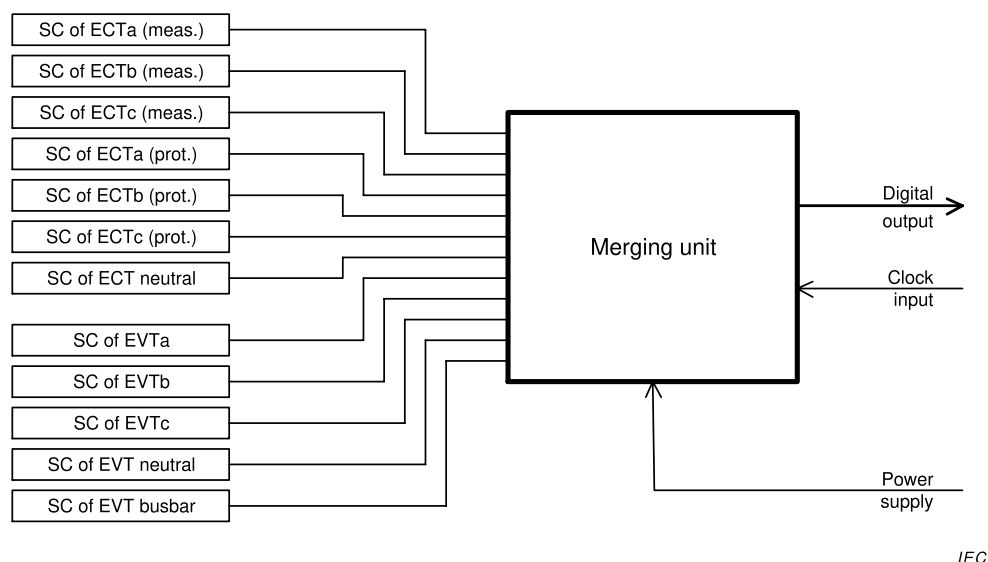 SC of ECTa (meas.)
SC of ECTb (meas.)
SC of ECTc (meas.)
SC of ECTa (prot.)
SC of ECTb (prot.)
SC of ECTc (prot.)
SC of ECT neutral
SC of EVTa
SC of EVTb
SC of EVTc
SC of EVT neutral
SC of EVT busbar
Merging unit
Digital
output
Clock
input
Power
supply
IEC